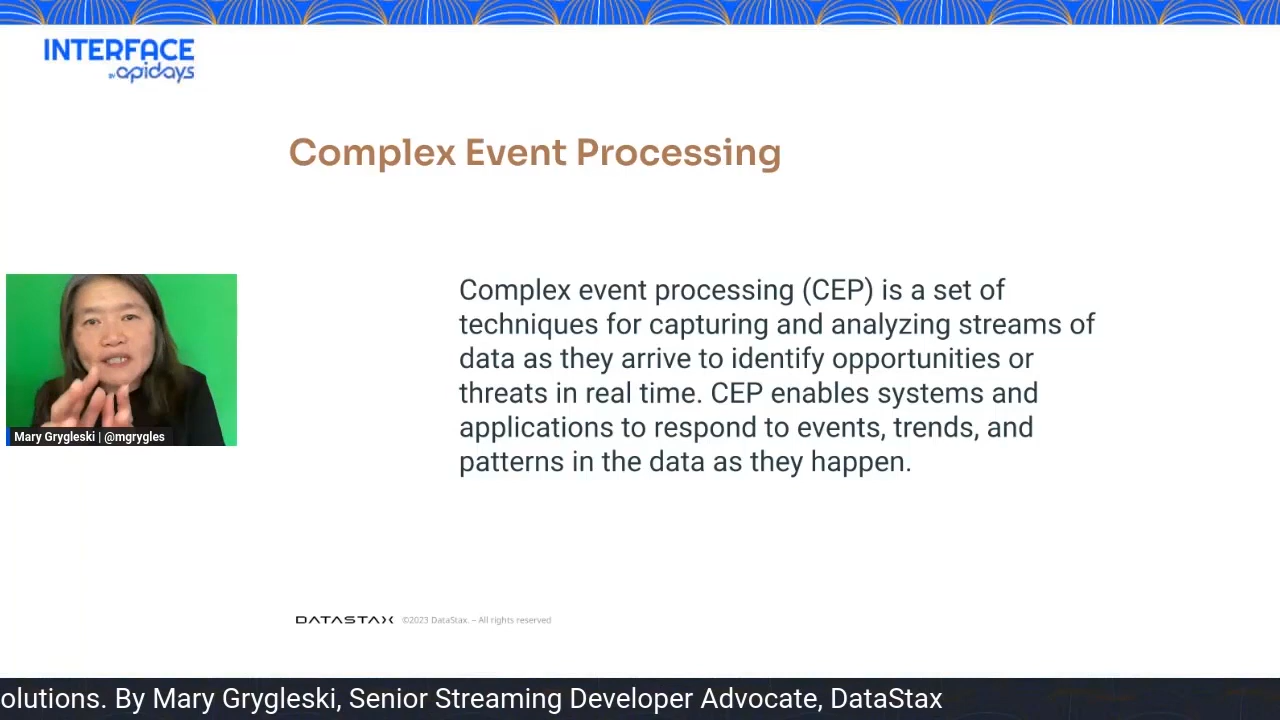 INTERFACE
BY apidays
Complex Event Processing
Complex event processing (CEP) is a set of
techniques for capturing and analyzing streams of
data as they arrive to identify opportunities or
threats in real time. CEP enables systems and
applications to respond to events, trends, and
patterns in the data as they happen.
Mary Grygleski | @mgrygles
DATASTAX ©2023 DataStax. – All rights reserved
olutions. By Mary Grygleski, Senior Streaming Developer Advocate, DataStax